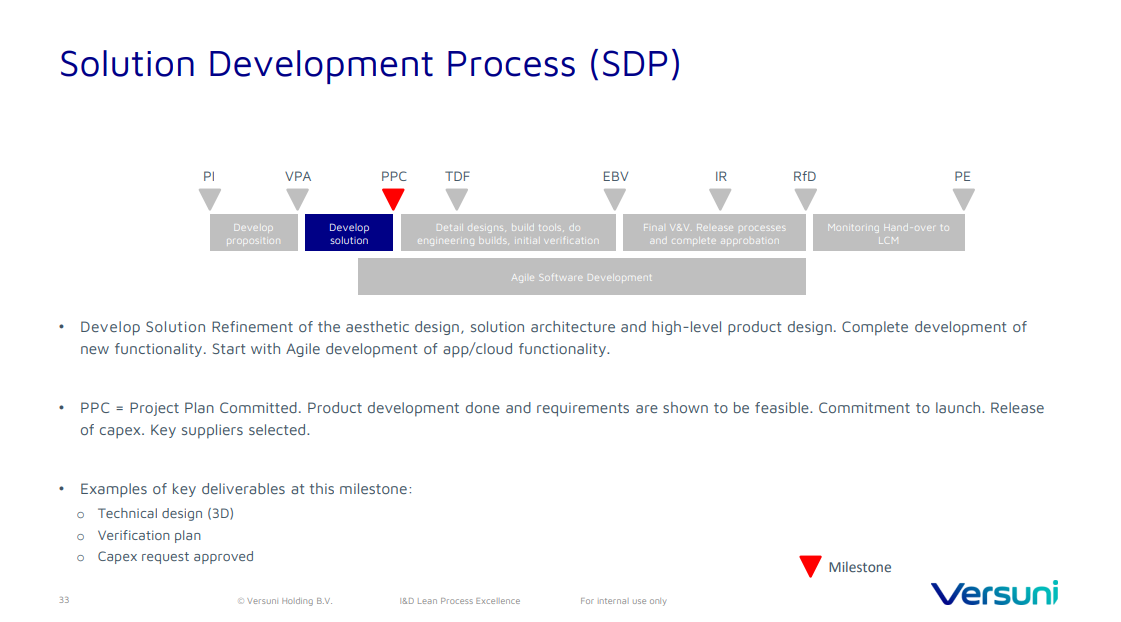 Solution Development Process (SDP)
PI VPA PPC TDF EBV IR RfD PE
Develop
proposition
Develop
solution
Detail designs, build tools, do
engineering builds, initial verification
Final V&V. Release processes
and complete approbation
Monitoring Hand-over to
LCM
Agile Software Development
• Develop Solution Refinement of the aesthetic design, solution architecture and high-level product design. Complete development of
new functionality. Start with Agile development of app/cloud functionality.
• PPC = Project Plan Committed. Product development done and requirements are shown to be feasible. Commitment to launch. Release
of capex. Key suppliers selected.
• Examples of key deliverables at this milestone:
o Technical design (3D)
o Verification plan
o Capex request approved
Milestone
33
© Versuni Holding B.V.
I&D Lean Process Excellence
For internal use only
Versuni